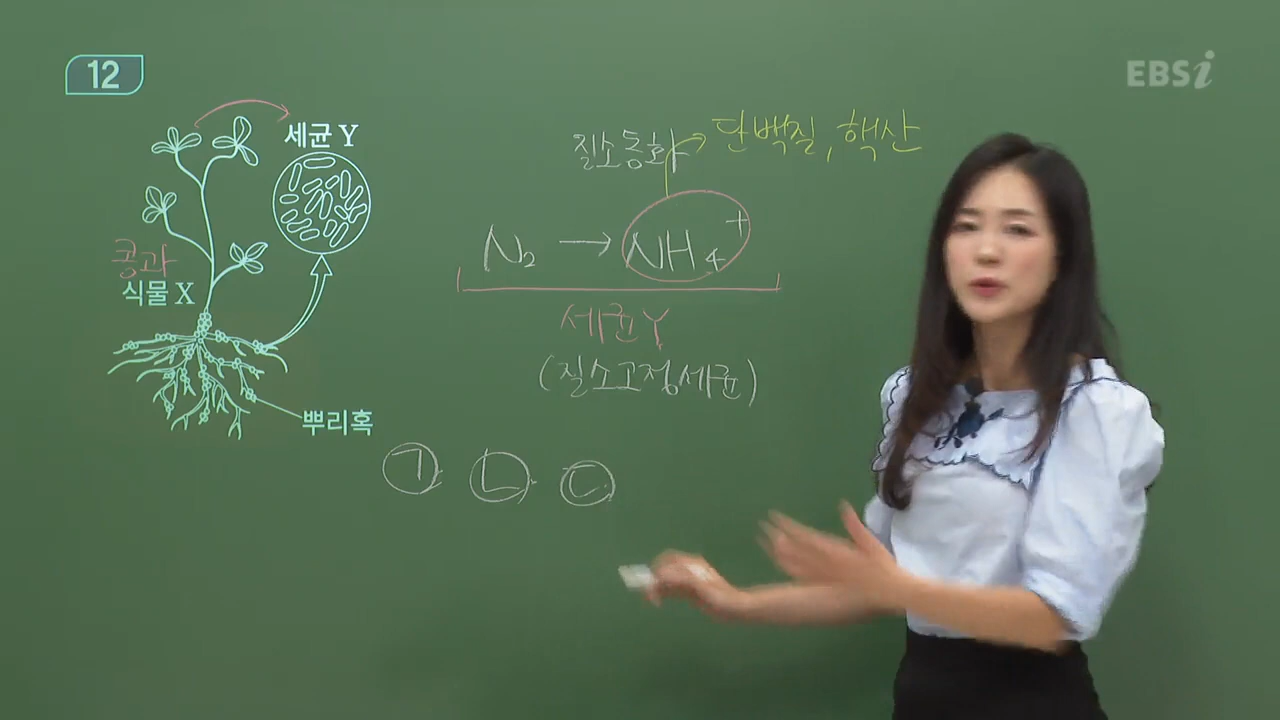 12
EBSi
세균 Y
콩과
식물 X
뿌리혹
질소동화 → 단백질, 핵산
N₂ → NH₄⁺
세균 Y
(질소고정세균)
ㄱ ㄴ ㄷ